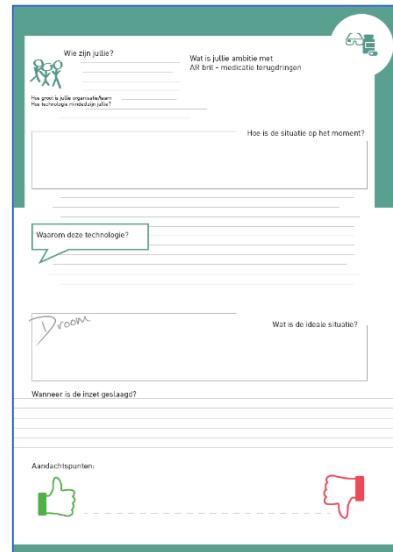 Wie zijn jullie?
Wat is jullie ambitie met
AR bril - medicatie terugdringen
Hoe groot is jullie organisatie/team
Hoe technologie minded zijn jullie?
Hoe is de situatie op het moment?
Waarom deze technologie?
Droom
Wat is de ideale situatie?
Wanneer is de inzet geslaagd?
Aandachtspunten: